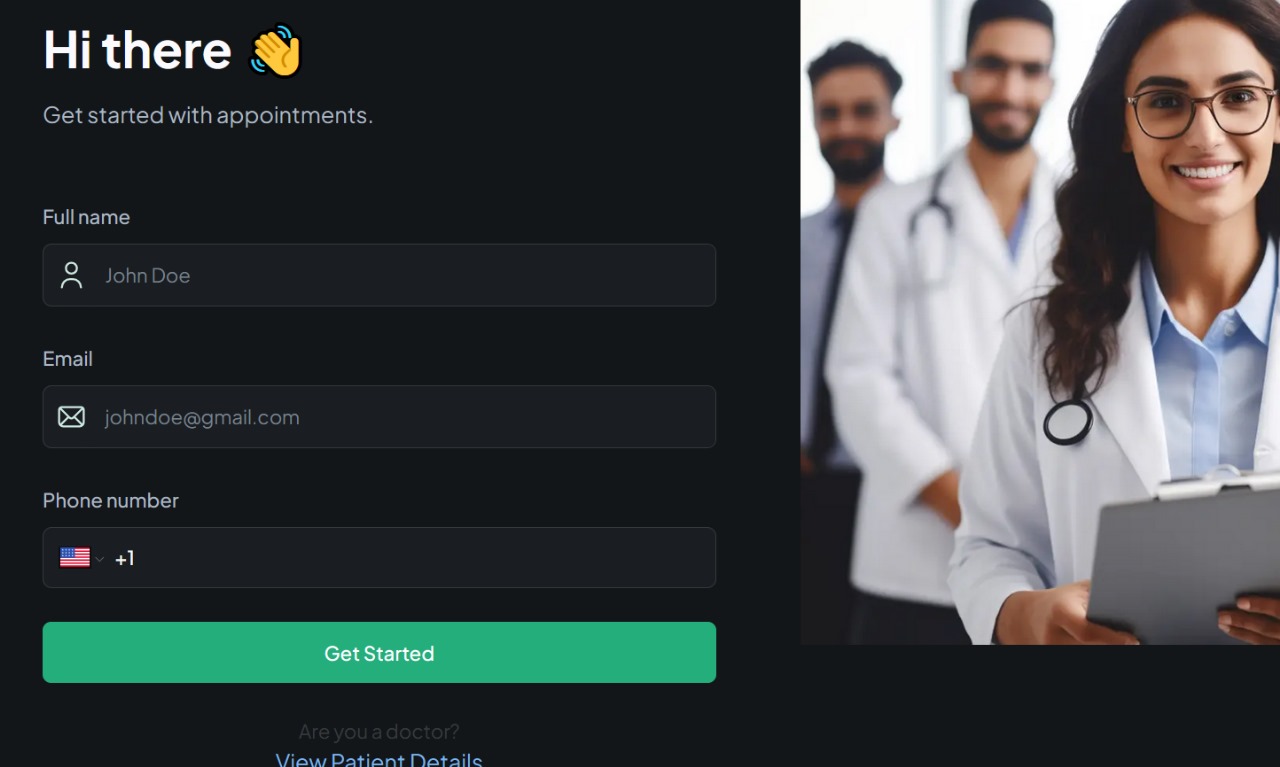 Hi there 👋
Get started with appointments.
Full name
John Doe
Email
johndoe@gmail.com
Phone number
+1
Get Started
Are you a doctor?
View Patient Details